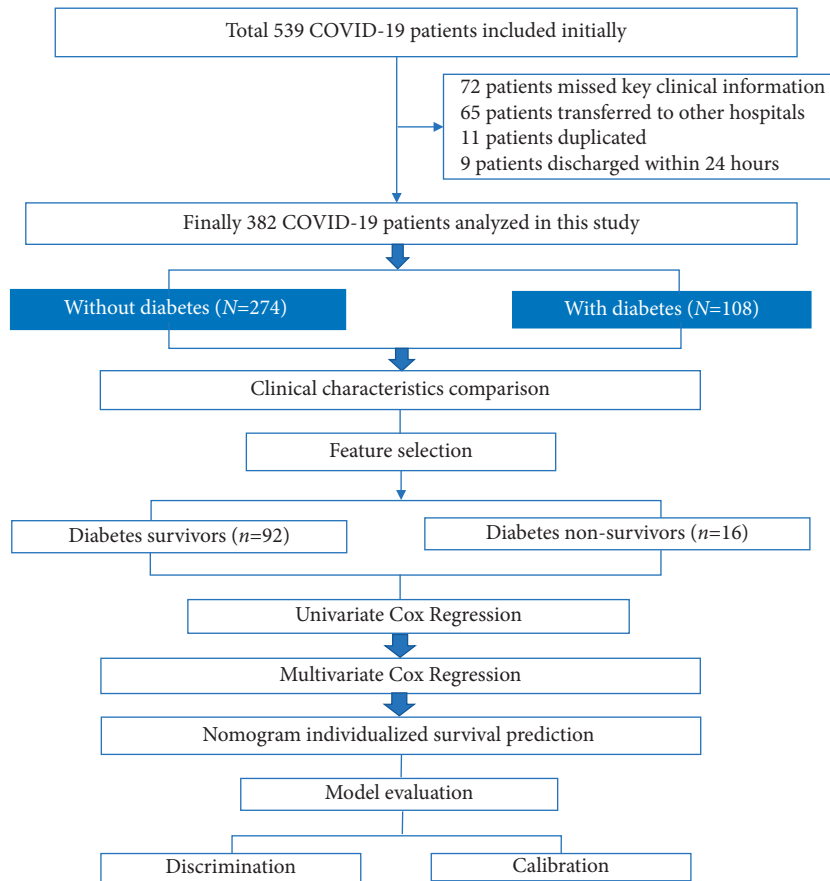 Total 539 COVID-19 patients included initially
72 patients missed key clinical information
65 patients transferred to other hospitals
11 patients duplicated
9 patients discharged within 24 hours
Finally 382 COVID-19 patients analyzed in this study
Without diabetes (N=274)
With diabetes (N=108)
Clinical characteristics comparison
Feature selection
Diabetes survivors (n=92)
Diabetes non-survivors (n=16)
Univariate Cox Regression
Multivariate Cox Regression
Nomogram individualized survival prediction
Model evaluation
Discrimination
Calibration